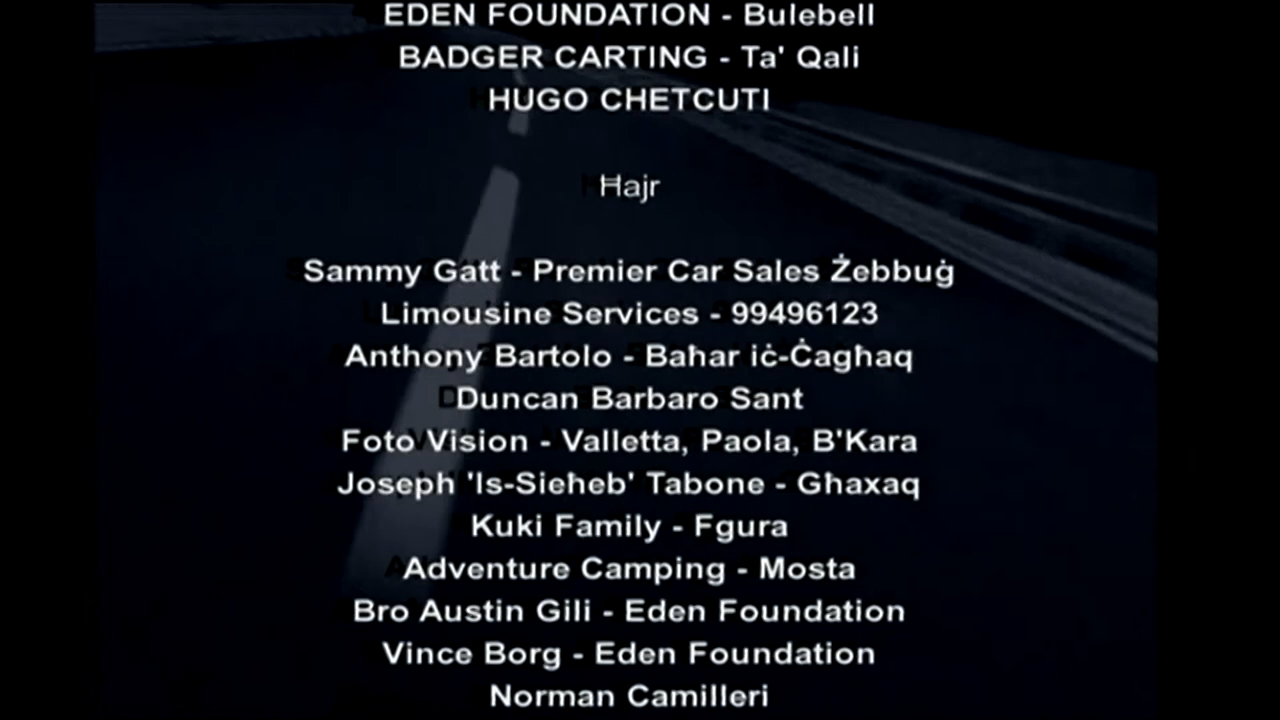 EDEN FOUNDATION - Bulebell
BADGER CARTING - Ta' Qali
HUGO CHETCUTI
Ħajr
Sammy Gatt - Premier Car Sales Żebbuġ
Limousine Services - 99496123
Anthony Bartolo - Baħar iċ-Ċagħaq
Duncan Barbaro Sant
Foto Vision - Valletta, Paola, B'Kara
Joseph 'Is-Sieħeb' Tabone - Għaxaq
Kuki Family - Fgura
Adventure Camping - Mosta
Bro Austin Gili - Eden Foundation
Vince Borg - Eden Foundation
Norman Camilleri